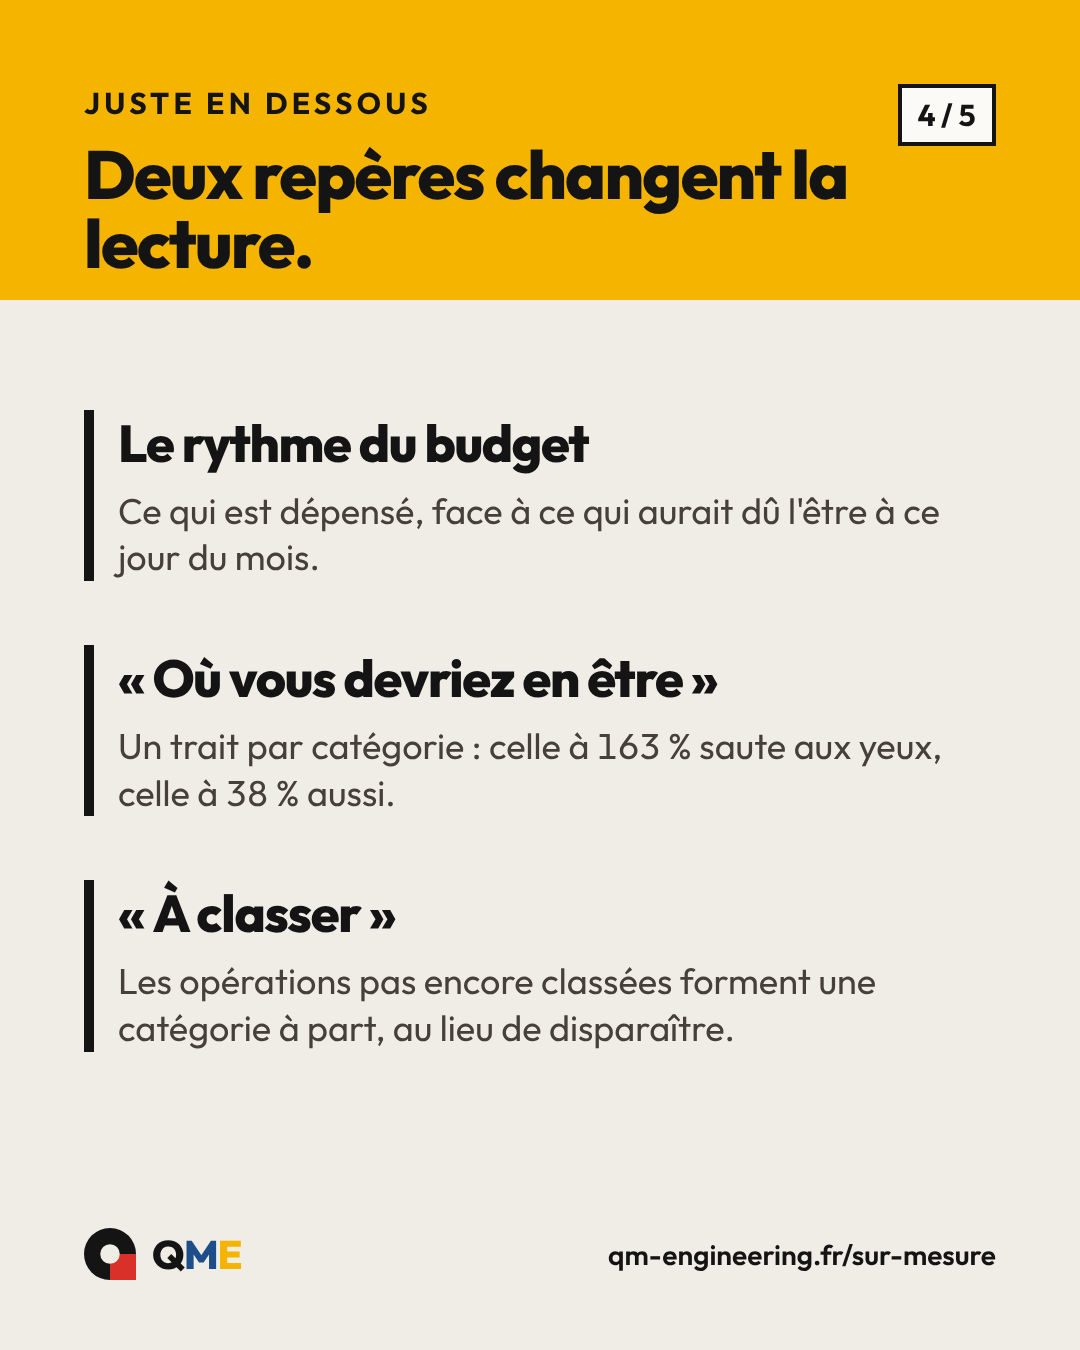 JUSTE EN DESSOUS
4 / 5
Deux repères changent la
lecture.
Le rythme du budget
Ce qui est dépensé, face à ce qui aurait dû l'être à ce
jour du mois.
« Où vous devriez en être »
Un trait par catégorie : celle à 163 % saute aux yeux,
celle à 38 % aussi.
« À classer »
Les opérations pas encore classées forment une
catégorie à part, au lieu de disparaître.
QME
qm-engineering.fr/sur-mesure